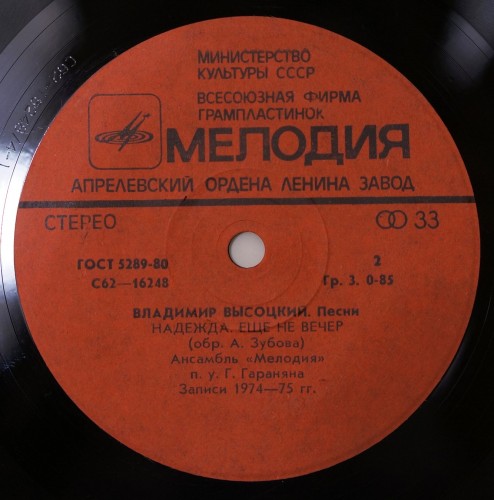 МИНИСТЕРСТВО
КУЛЬТУРЫ СССР
ВСЕСОЮЗНАЯ ФИРМА
ГРАМПЛАСТИНОК
МЕЛОДИЯ
АПРЕЛЕВСКИЙ ОРДЕНА ЛЕНИНА ЗАВОД
СТЕРЕО 33
ГОСТ 5289-80 2
С62—16248 Гр. 3. 0-85
ВЛАДИМИР ВЫСОЦКИЙ. Песни
НАДЕЖДА. ЕЩЕ НЕ ВЕЧЕР
(обр. А. Зубова)
Ансамбль «Мелодия»
п. у Г. Гараняна
Записи 1974—75 гг.